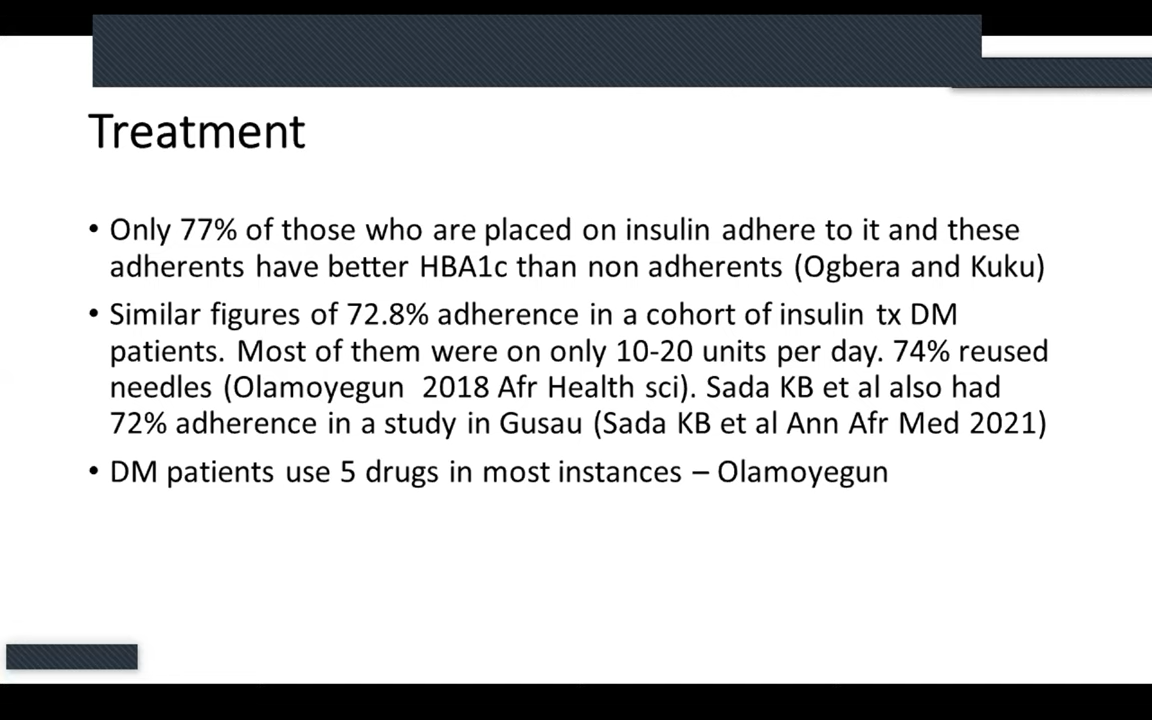 Treatment
• Only 77% of those who are placed on insulin adhere to it and these
adherents have better HBA1c than non adherents (Ogbera and Kuku)
• Similar figures of 72.8% adherence in a cohort of insulin tx DM
patients. Most of them were on only 10-20 units per day. 74% reused
needles (Olamoyegun 2018 Afr Health sci). Sada KB et al also had
72% adherence in a study in Gusau (Sada KB et al Ann Afr Med 2021)
• DM patients use 5 drugs in most instances – Olamoyegun